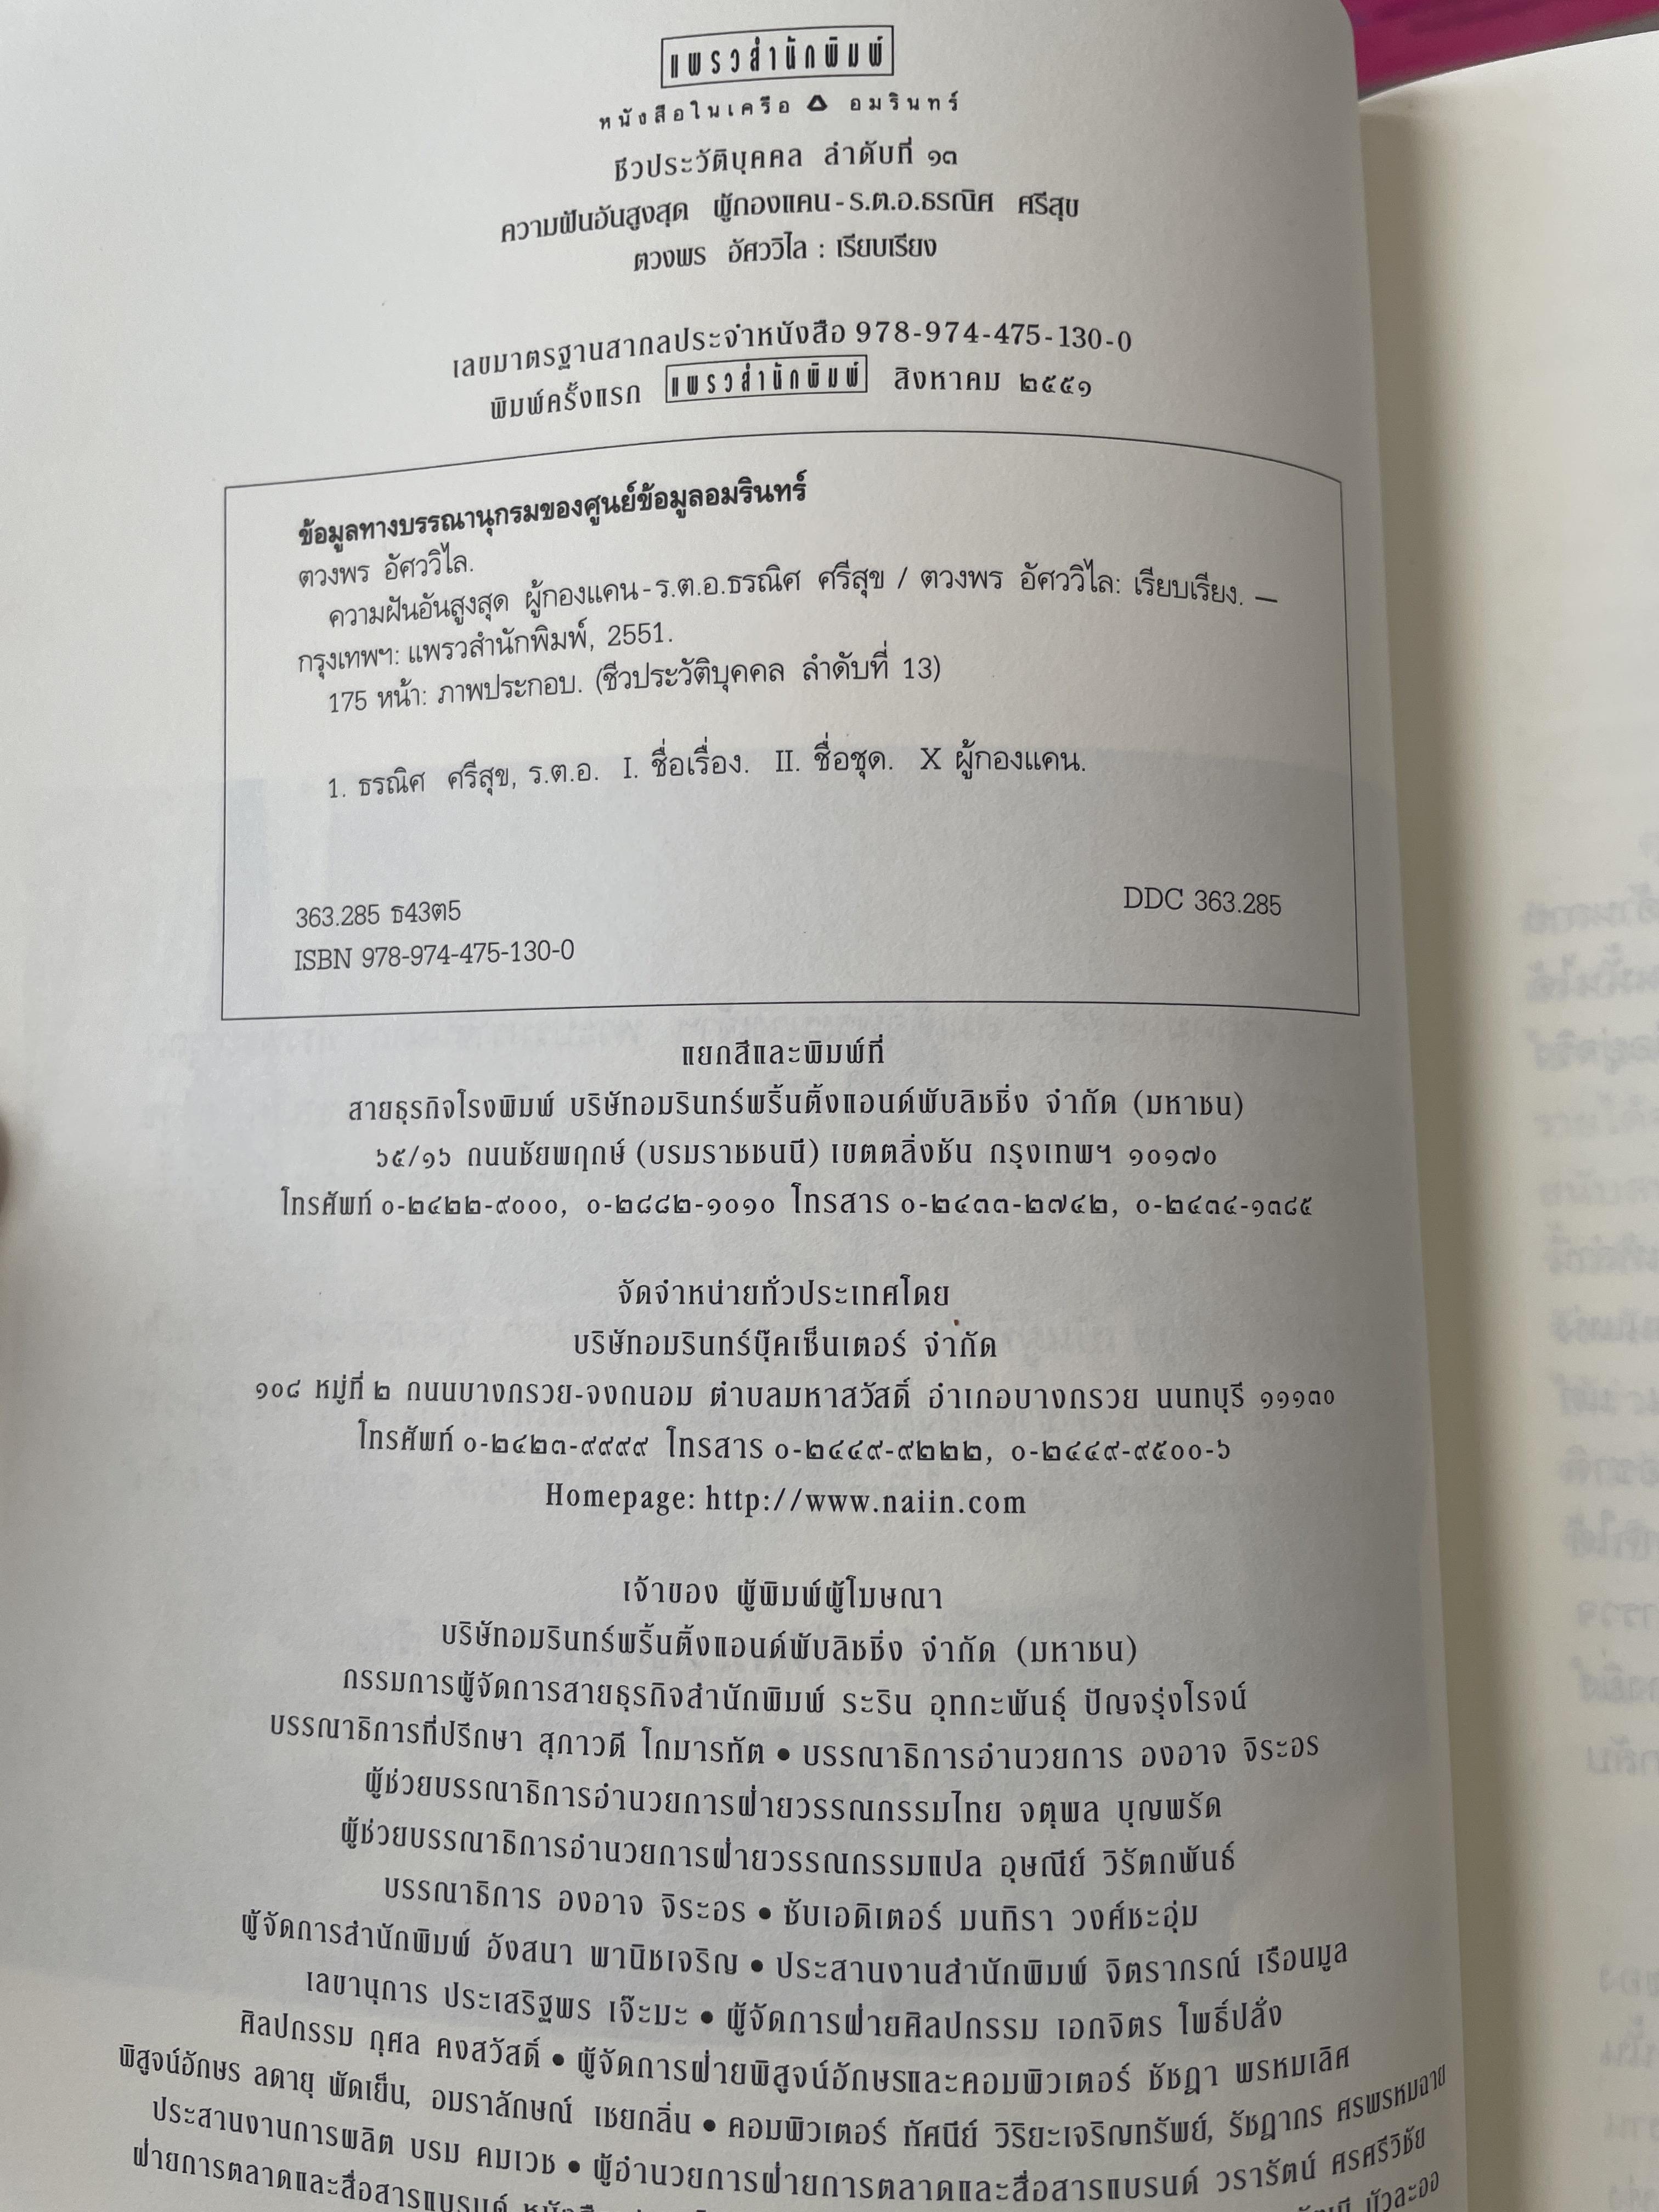 แพรวสำนักพิมพ์
หนังสือในเครือ อมรินทร์
ชีวประวัติบุคคล ลำดับที่ ๑๓
ความฝันอันสูงสุด ผู้กองแคน-ร.ต.อ.ธรณิศ ศรีสุข
ตวงพร อัศววิไล : เรียบเรียง
เลขมาตรฐานสากลประจำหนังสือ 978-974-475-130-0
พิมพ์ครั้งแรก แพรวสำนักพิมพ์ สิงหาคม ๒๕๕๑
ข้อมูลทางบรรณานุกรมของศูนย์ข้อมูลอมรินทร์
ตวงพร อัศววิไล.
ความฝันอันสูงสุด ผู้กองแคน-ร.ต.อ.ธรณิศ ศรีสุข / ตวงพร อัศววิไล: เรียบเรียง. —
กรุงเทพฯ: แพรวสำนักพิมพ์, 2551.
175 หน้า: ภาพประกอบ. (ชีวประวัติบุคคล ลำดับที่ 13)
1. ธรณิศ ศรีสุข, ร.ต.อ. I. ชื่อเรื่อง. II. ชื่อชุด. X ผู้กองแคน.
363.285 ธ43ต5 DDC 363.285
ISBN 978-974-475-130-0
แยกสีและพิมพ์ที่
สายธุรกิจโรงพิมพ์ บริษัทอมรินทร์พริ้นติ้งแอนด์พับลิชชิ่ง จำกัด (มหาชน)
๖๕/๑๖ ถนนชัยพฤกษ์ (บรมราชชนนี) เขตตลิ่งชัน กรุงเทพฯ ๑๐๑๗๐
โทรศัพท์ ๐-๒๔๒๒-๙๐๐๐, ๐-๒๘๘๒-๑๐๑๐ โทรสาร ๐-๒๔๓๓-๒๗๔๒, ๐-๒๔๓๔-๑๓๘๕
จัดจำหน่ายทั่วประเทศโดย
บริษัทอมรินทร์บุ๊คเซ็นเตอร์ จำกัด
๑๐๘ หมู่ที่ ๒ ถนนบางกรวย-จงถนอม ตำบลมหาสวัสดิ์ อำเภอบางกรวย นนทบุรี ๑๑๑๓๐
โทรศัพท์ ๐-๒๔๒๓-๙๙๙๙ โทรสาร ๐-๒๔๔๙-๙๒๒๒, ๐-๒๔๔๙-๙๕๐๐-๖
Homepage: http://www.naiin.com
เจ้าของ ผู้พิมพ์ผู้โฆษณา
บริษัทอมรินทร์พริ้นติ้งแอนด์พับลิชชิ่ง จำกัด (มหาชน)
กรรมการผู้จัดการสายธุรกิจสำนักพิมพ์ ระริน อุทกะพันธุ์ ปัญจรุ่งโรจน์
บรรณาธิการที่ปรึกษา สุภาวดี โกมารทัต • บรรณาธิการอำนวยการ องอาจ จิระอร
ผู้ช่วยบรรณาธิการอำนวยการฝ่ายวรรณกรรมไทย จตุพล บุญพรัด
ผู้ช่วยบรรณาธิการอำนวยการฝ่ายวรรณกรรมแปล อุษณีย์ วิรัตกพันธ์
บรรณาธิการ องอาจ จิระอร • ซับเอดิเตอร์ มนทิรา วงศ์ชะอุ่ม
ผู้จัดการสำนักพิมพ์ อังสนา พานิชเจริญ • ประสานงานสำนักพิมพ์ จิตราภรณ์ เรือนมูล
เลขานุการ ประเสริฐพร เจ๊ะมะ • ผู้จัดการฝ่ายศิลปกรรม เอกจิตร โพธิ์ปลั่ง
ศิลปกรรม กุศล คงสวัสดิ์ • ผู้จัดการฝ่ายพิสูจน์อักษรและคอมพิวเตอร์ ชัชฎา พรหมเลิศ
พิสูจน์อักษร ลดายุ พัดเย็น, อมราลักษณ์ เชยกลิ่น • คอมพิวเตอร์ ทัศนีย์ วิริยะเจริญทรัพย์, รัชฎากร ศรพรหมฉาย
ประสานงานการผลิต บรม คมเวช • ผู้อำนวยการฝ่ายการตลาดและสื่อสารแบรนด์ วรารัตน์ ศรศรีวิชัย
ฝ่ายการตลาดและสื่อสารแบรนด์ บัวละออ